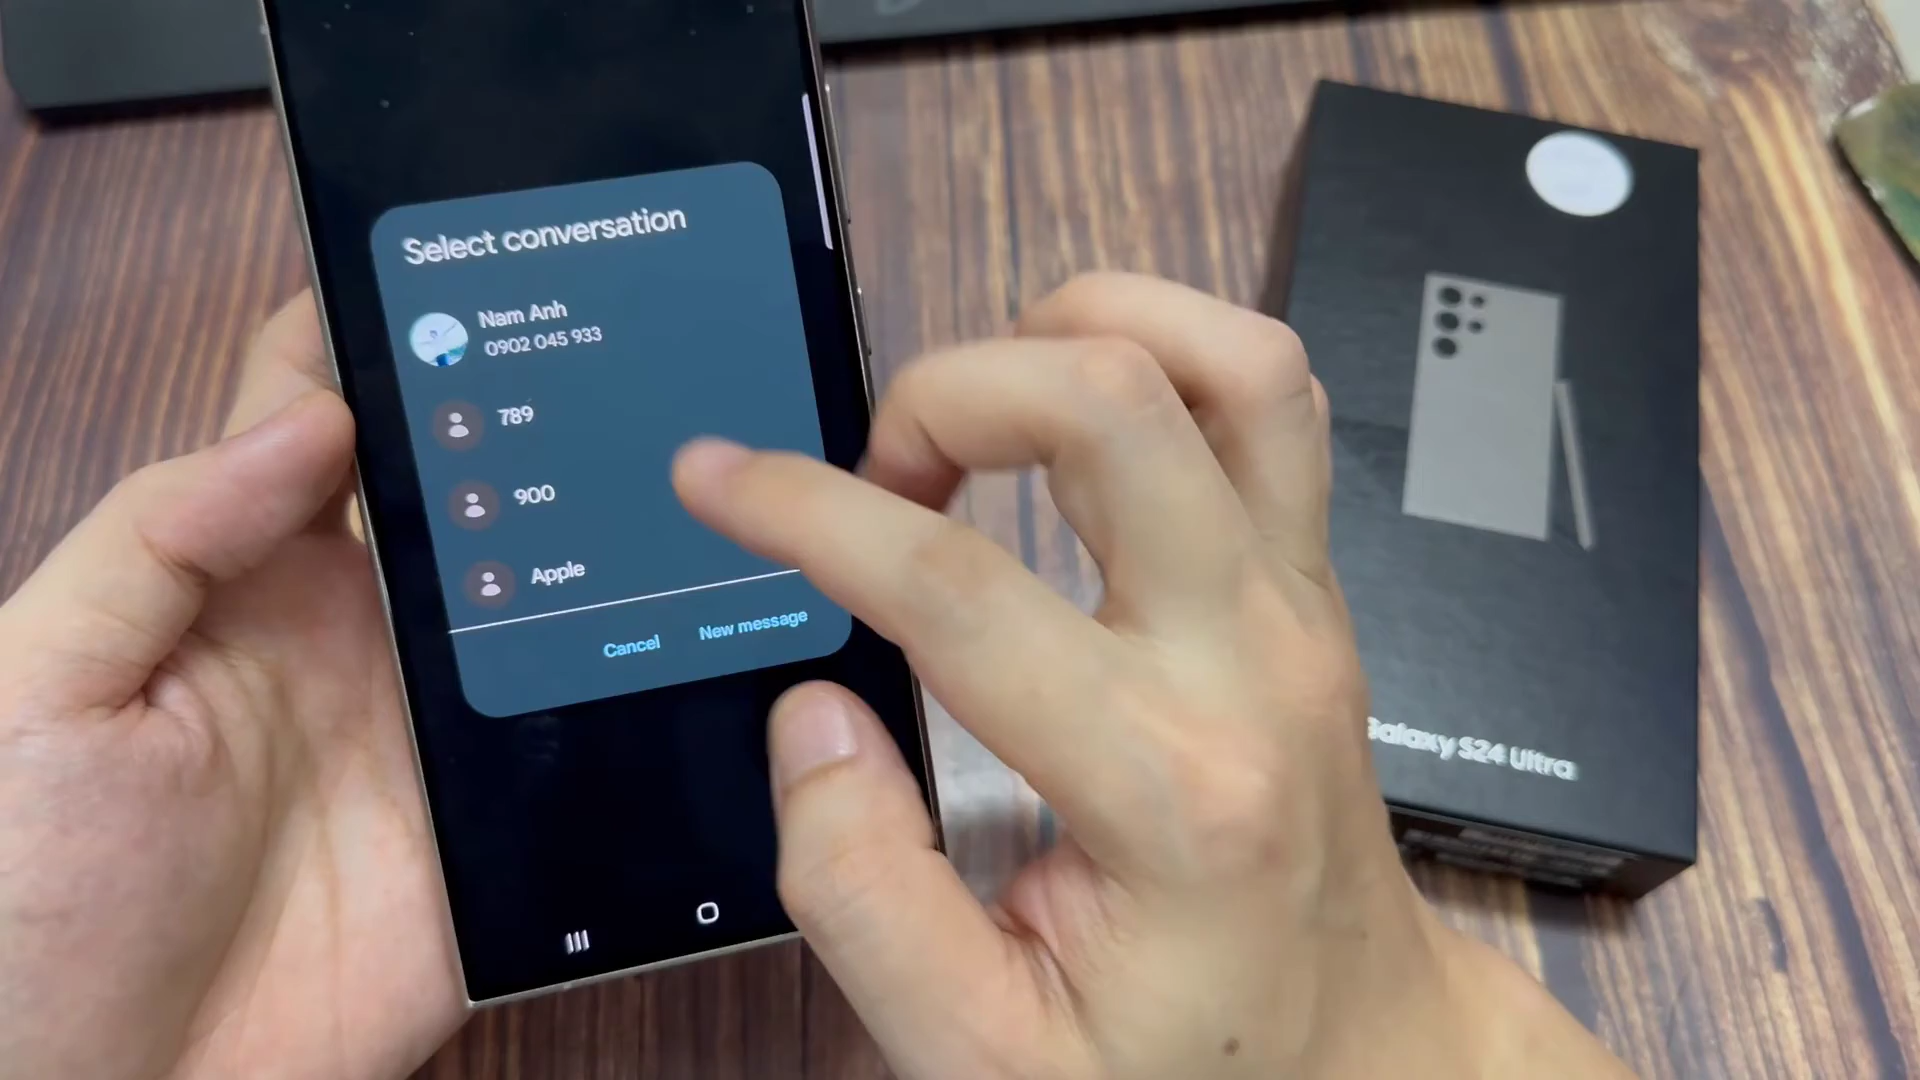 Select conversation
Nam Anh
0902 045 933
789
900
Apple
Cancel
New message
Galaxy S24 Ultra